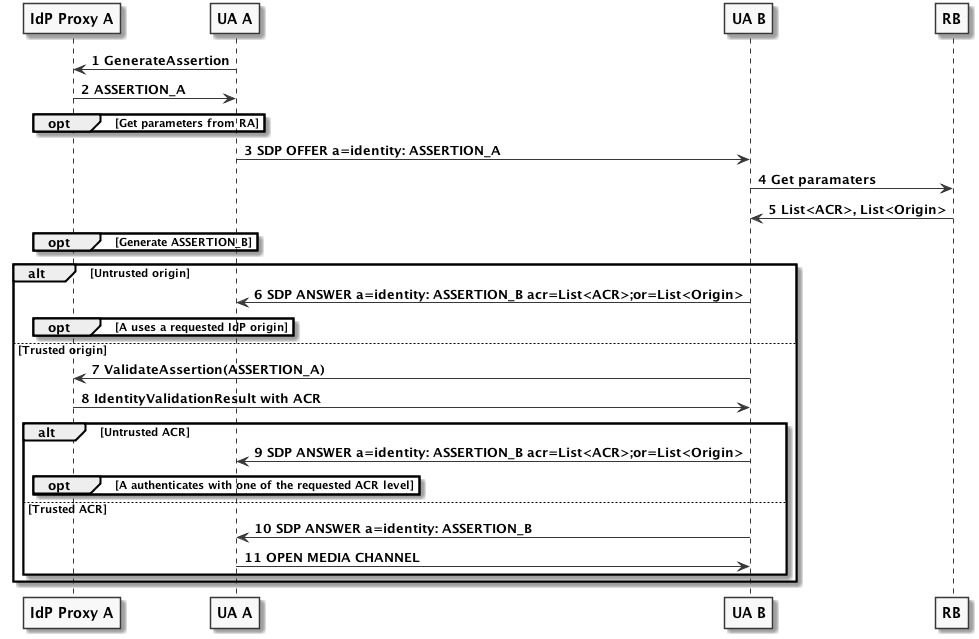 IdP Proxy A UA A UA B RB
1 GenerateAssertion
2 ASSERTION_A
opt [Get parameters from RA]
3 SDP OFFER a=identity: ASSERTION_A
4 Get paramaters
5 List<ACR>, List<Origin>
opt [Generate ASSERTION_B]
alt [Untrusted origin]
6 SDP ANSWER a=identity: ASSERTION_B acr=List<ACR>;or=List<Origin>
opt [A uses a requested IdP origin]
[Trusted origin]
7 ValidateAssertion(ASSERTION_A)
8 IdentityValidationResult with ACR
alt [Untrusted ACR]
9 SDP ANSWER a=identity: ASSERTION_B acr=List<ACR>;or=List<Origin>
opt [A authenticates with one of the requested ACR level]
[Trusted ACR]
10 SDP ANSWER a=identity: ASSERTION_B
11 OPEN MEDIA CHANNEL
IdP Proxy A UA A UA B RB